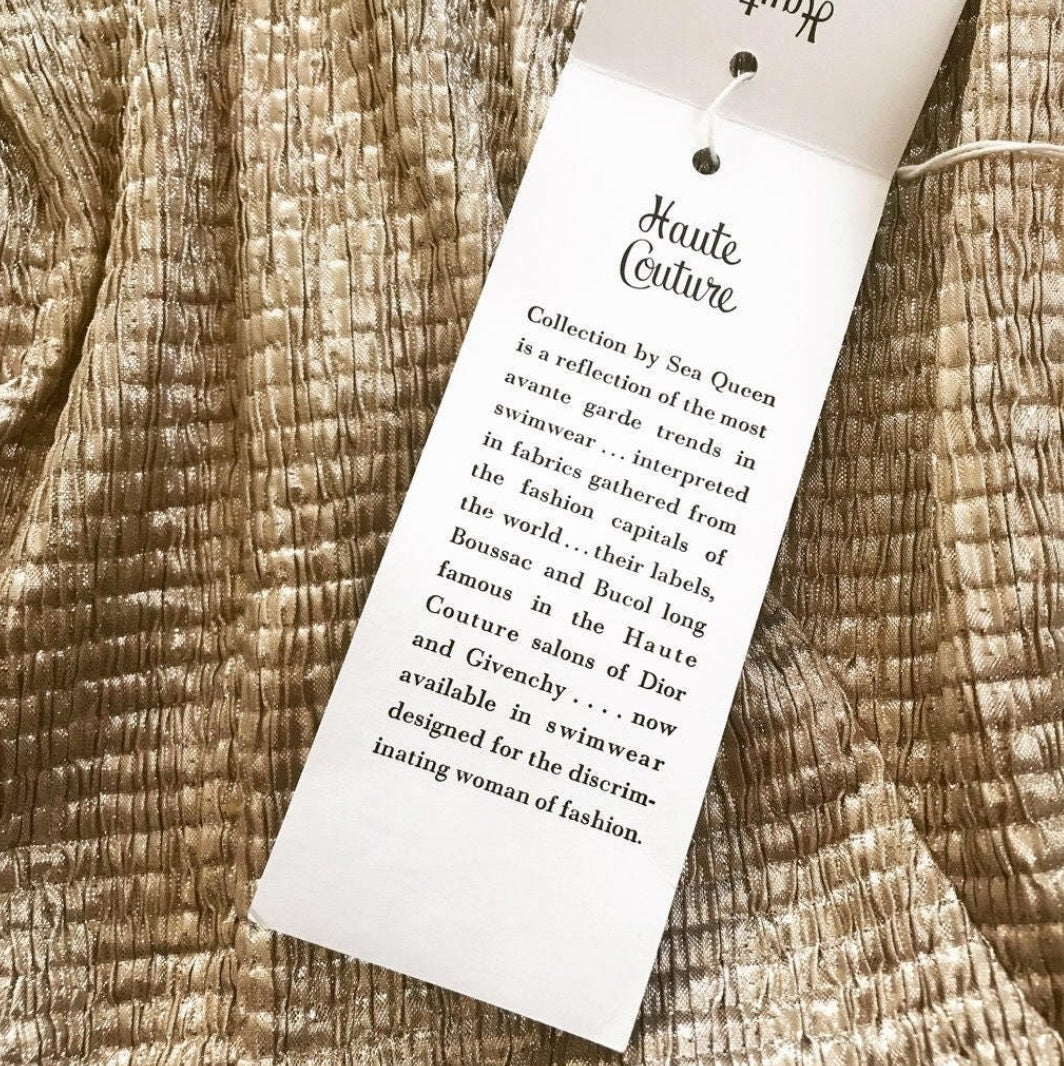 Haute
Haute
Couture
Collection by Sea Queen
is a reflection of the most
avante garde trends in
swimwear ... interpreted
in fabrics gathered from
the fashion capitals of
the world... their labels,
Boussac and Bucol long
famous in the Haute
Couture salons of Dior
and Givenchy .... now
available in swimwear
designed for the discrim-
inating woman of fashion.